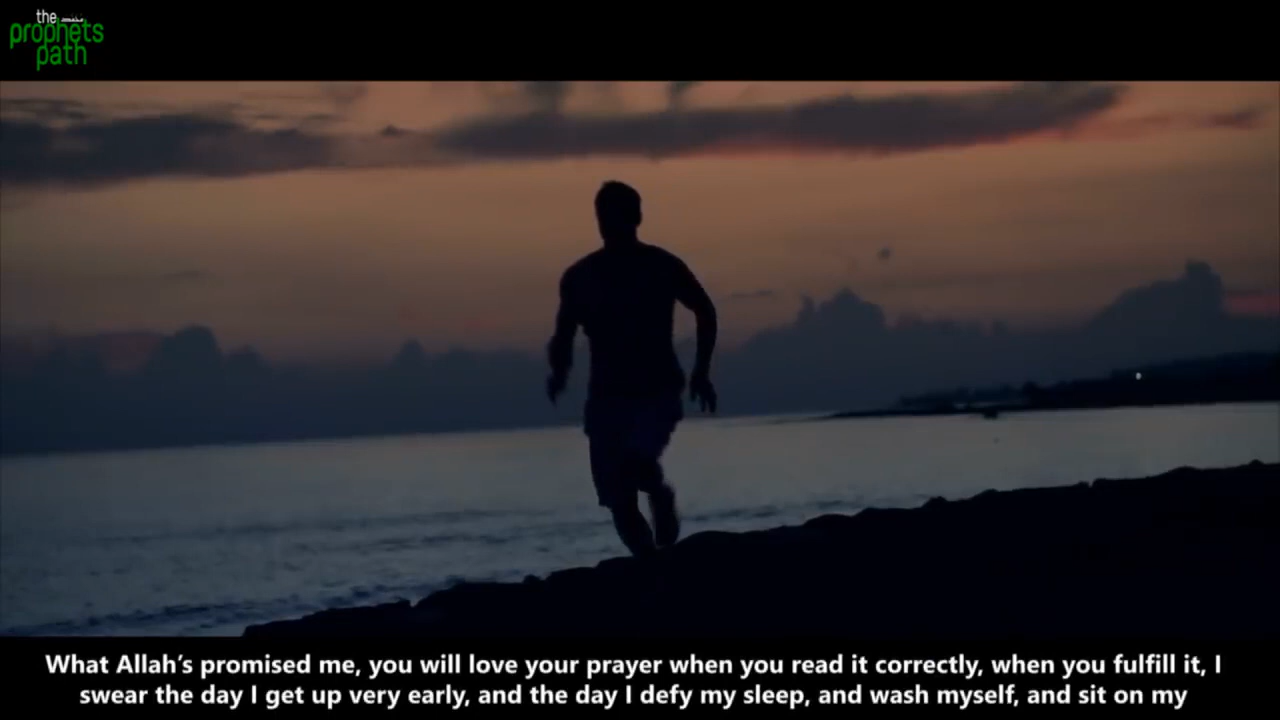 the
prophets
path
What Allah’s promised me, you will love your prayer when you read it correctly, when you fulfill it, I
swear the day I get up very early, and the day I defy my sleep, and wash myself, and sit on my